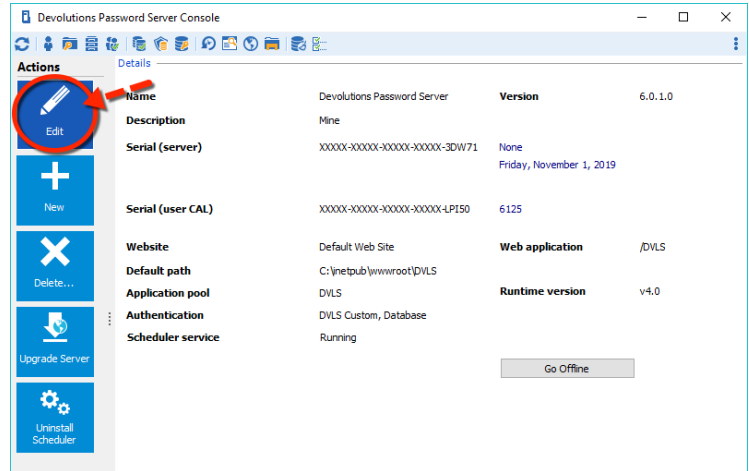 Devolutions Password Server Console
Actions
Details
Edit
New
Delete...
Upgrade Server
Uninstall
Scheduler
Name Devolutions Password Server Version 6.0.1.0
Description Mine
Serial (server) XXXXX-XXXXX-XXXXX-XXXXX-3DW71 None
Friday, November 1, 2019
Serial (user CAL) XXXXX-XXXXX-XXXXX-XXXXX-LPI50 6125
Website Default Web Site Web application /DVLS
Default path C:\inetpub\wwwroot\DVLS
Application pool DVLS Runtime version v4.0
Authentication DVLS Custom, Database
Scheduler service Running
Go Offline